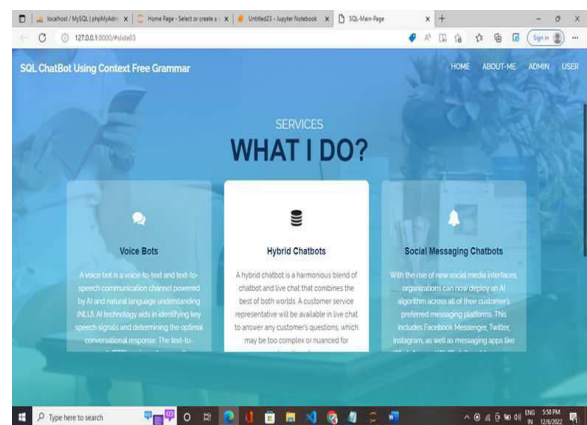 localhost / MySQL | phpMyAdm
Home Page - Select or create a
Untitled23 - Jupyter Notebook
SQL-Main-Page
127.0.0.1:8000/#slide03
Sign in
SQL ChatBot Using Context Free Grammar
HOME ABOUT-ME ADMIN USER
SERVICES
WHAT I DO?
Voice Bots
A voice bot is a voice-to-text and text-to-
speech communication channel powered
by AI and natural language understanding
(NLU). AI technology aids in identifying key
speech signals and determining the optimal
conversational response. The text-to-
Hybrid Chatbots
A hybrid chatbot is a harmonious blend of
chatbot and live chat that combines the
best of both worlds. A customer service
representative will be available in live chat
to answer any customer's questions, which
may be too complex or nuanced for
Social Messaging Chatbots
With the rise of new social media interfaces,
organizations can now deploy an AI
algorithm across all of their customer's
preferred messaging platforms. This
includes Facebook Messenger, Twitter,
Instagram, as well as messaging apps like
Type here to search
ENG
IN
5:50 PM
12/6/2022